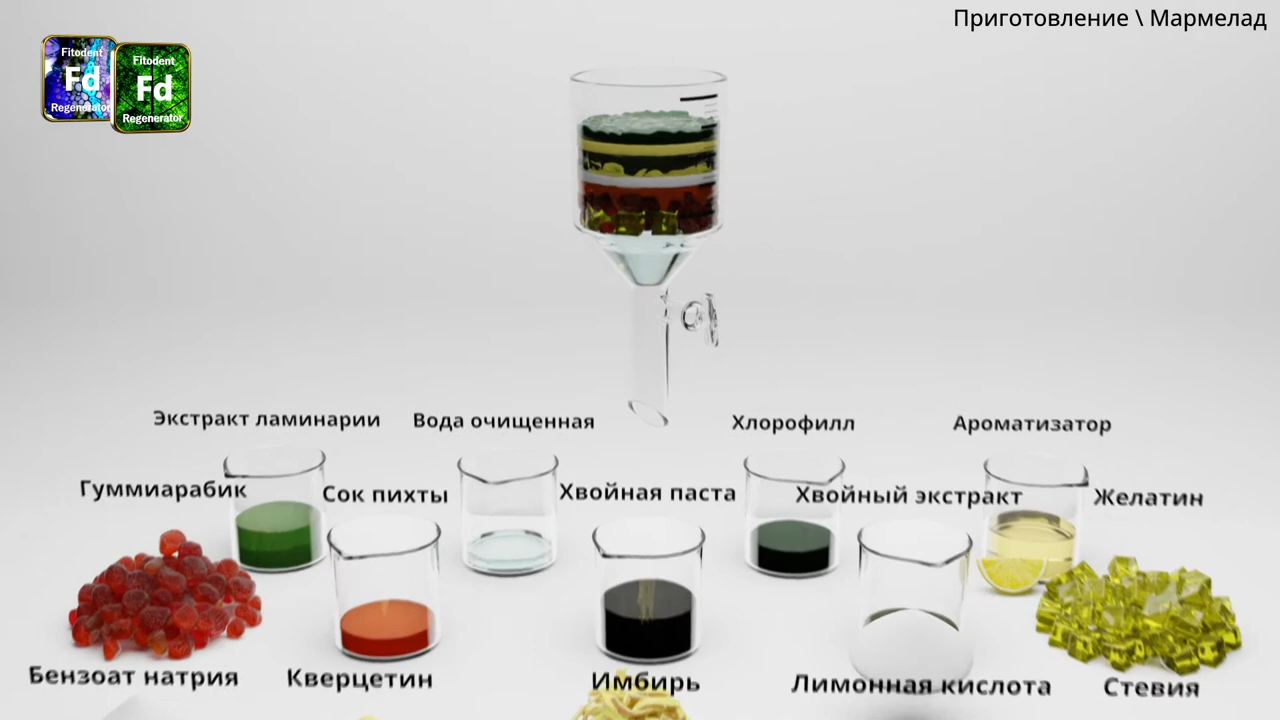 Приготовление \ Мармелад
Fitodent
Fd
Regenerator
Fitodent
Fd
Regenerator
Экстракт ламинарии
Вода очищенная
Хлорофилл
Ароматизатор
Гуммиарабик
Сок пихты
Хвойная паста
Хвойный экстракт
Желатин
Бензоат натрия
Кверцетин
Имбирь
Лимонная кислота
Стевия